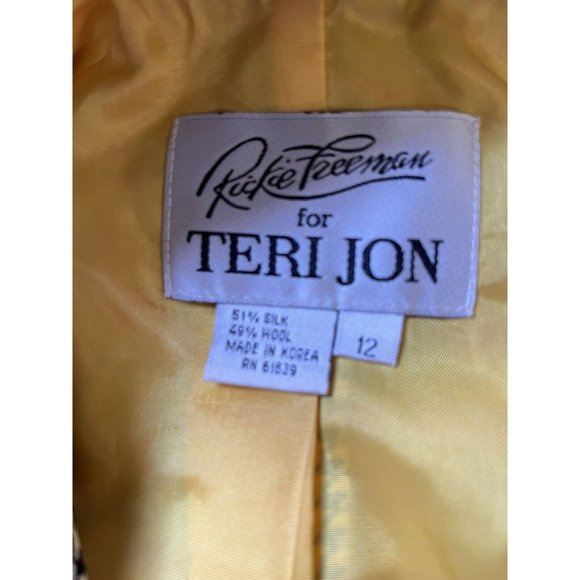 Rickie Freeman
for
TERI JON
51% SILK
49% WOOL
MADE IN KOREA
RN 61639
12